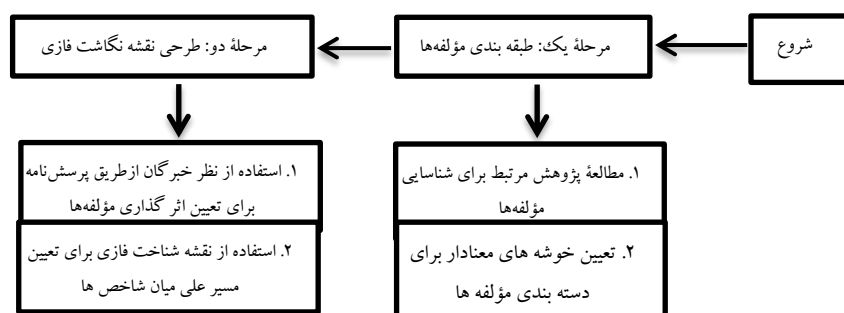 شروع
مرحلهٔ یک: طبقه بندی مؤلفه‌ها
مرحلهٔ دو: طرحی نقشه نگاشت فازی
۱. مطالعهٔ پژوهش مرتبط برای شناسایی
مؤلفه‌ها
۲. تعیین خوشه های معنادار برای
دسته بندی مؤلفه ها
۱. استفاده از نظر خبرگان ازطریق پرسش‌نامه
برای تعیین اثر گذاری مؤلفه‌ها
۲. استفاده از نقشه شناخت فازی برای تعیین
مسیر علی میان شاخص ها